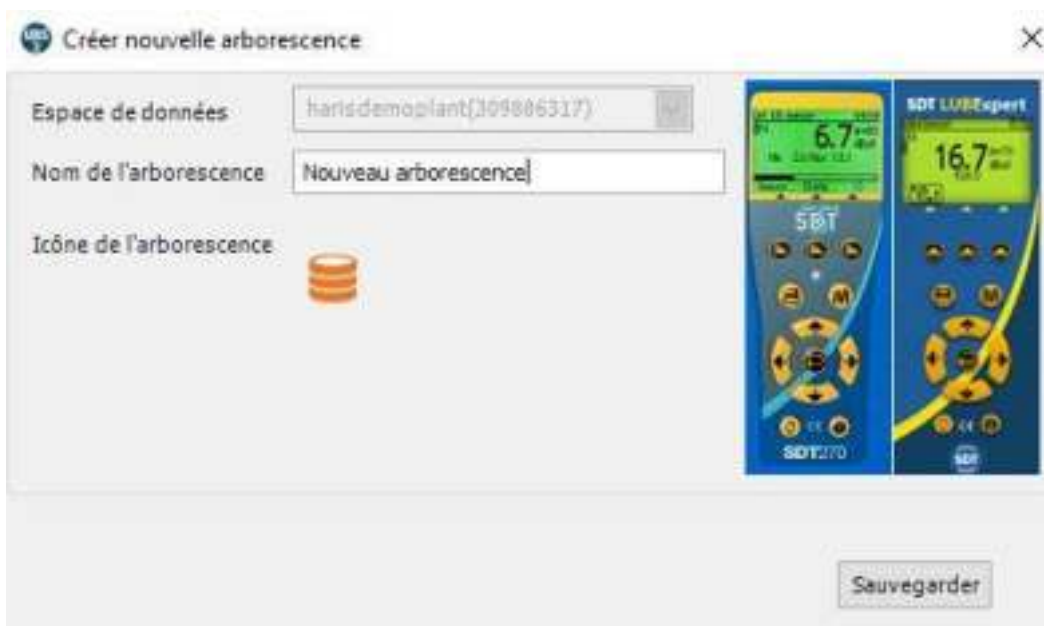 Créer nouvelle arborescence
Espace de données
harisdemoplant(309886317)
Nom de l'arborescence
Nouveau arborescence
Icône de l'arborescence
6.7
SDT
SDT270
SDT LUBExpert
16.7
SDT
Sauvegarder